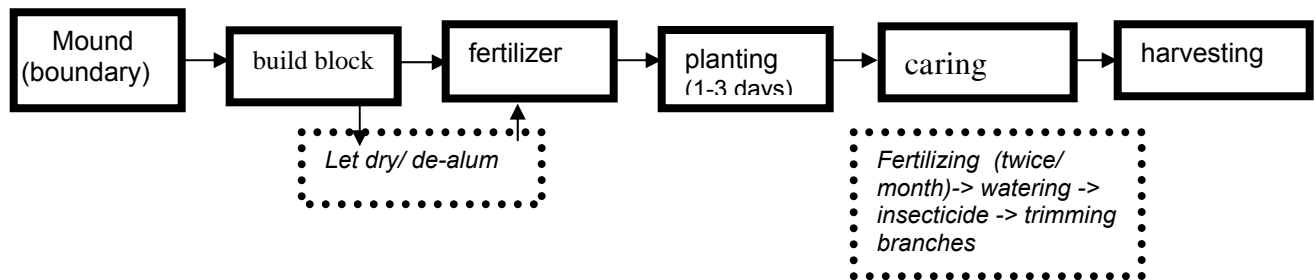 Mound
(boundary)
build block
fertilizer
planting
(1-3 days)
caring
harvesting
Let dry/ de-alum
Fertilizing (twice/
month)-> watering ->
insecticide -> trimming
branches